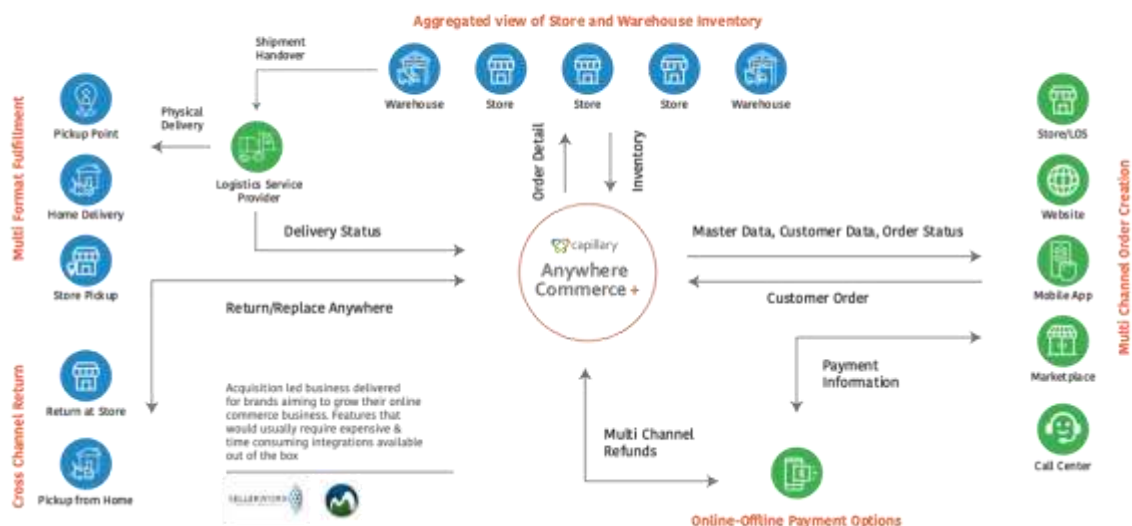 Aggregated view of Store and Warehouse Inventory
Shipment
Handover
Warehouse
Store
Store
Store
Warehouse
Multi Format Fulfillment
Pickup Point
Physical
Delivery
Logistics Service
Provider
Home Delivery
Store Pickup
Delivery Status
Order Detail
Inventory
capillary
Anywhere
Commerce +
Master Data, Customer Data, Order Status
Customer Order
Multi Channel Order Creation
Store/LOS
Website
Mobile App
Marketplace
Call Center
Return/Replace Anywhere
Cross Channel Return
Return at Store
Pickup from Home
Acquisition led business delivered
for brands aiming to grow their online
commerce business. Features that
would usually require expensive &
time consuming integrations available
out of the box
Payment
Information
Multi Channel
Refunds
Online-Offline Payment Options